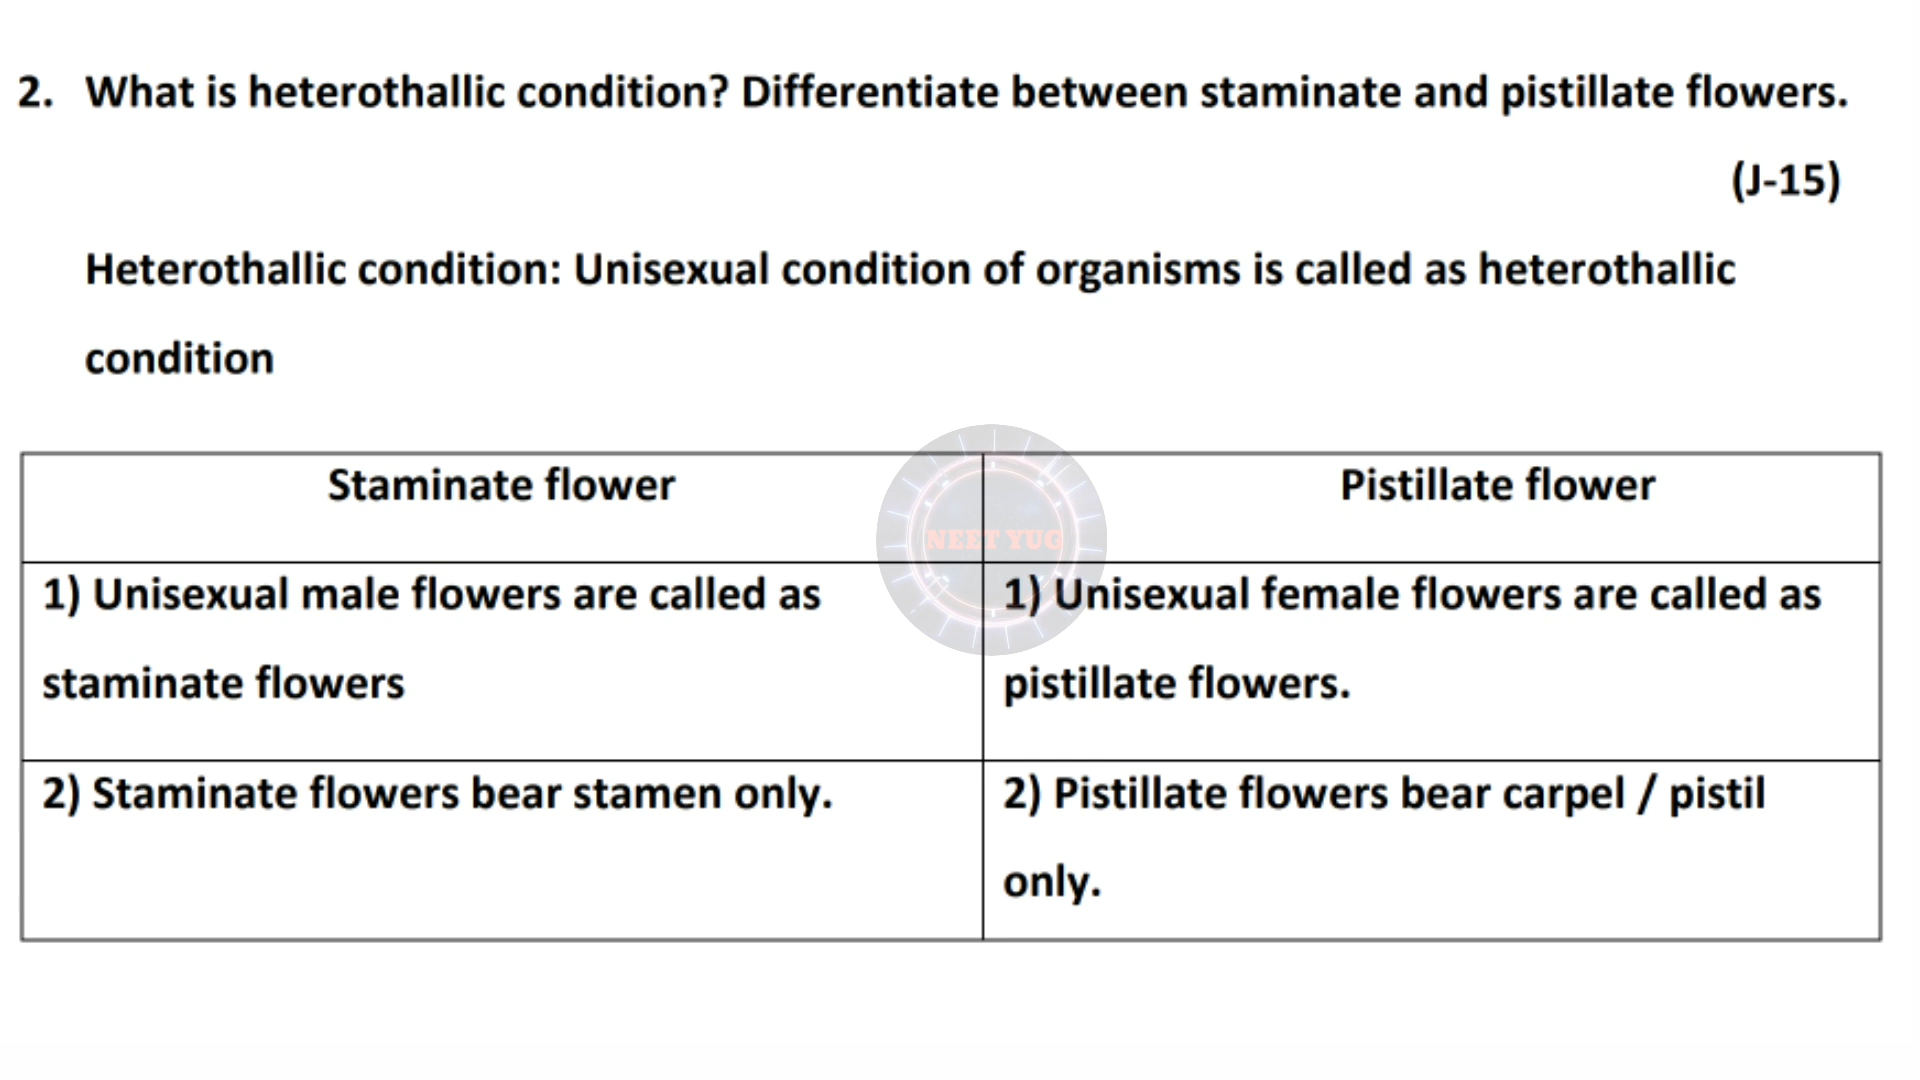 2. What is heterothallic condition? Differentiate between staminate and pistillate flowers.
(J-15)
Heterothallic condition: Unisexual condition of organisms is called as heterothallic
condition
Staminate flower
Pistillate flower
NEET YUG
1) Unisexual male flowers are called as
staminate flowers
1) Unisexual female flowers are called as
pistillate flowers.
2) Staminate flowers bear stamen only.
2) Pistillate flowers bear carpel / pistil
only.